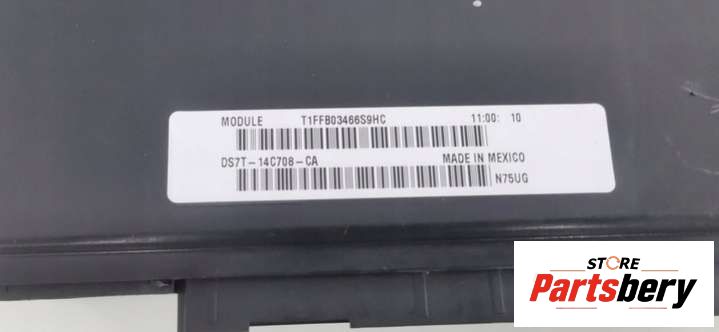 MODULE T1FFB03466S9HC 11:00: 10
DS7T-14C708-CA MADE IN MEXICO
N75UG
STORE
Partsbery